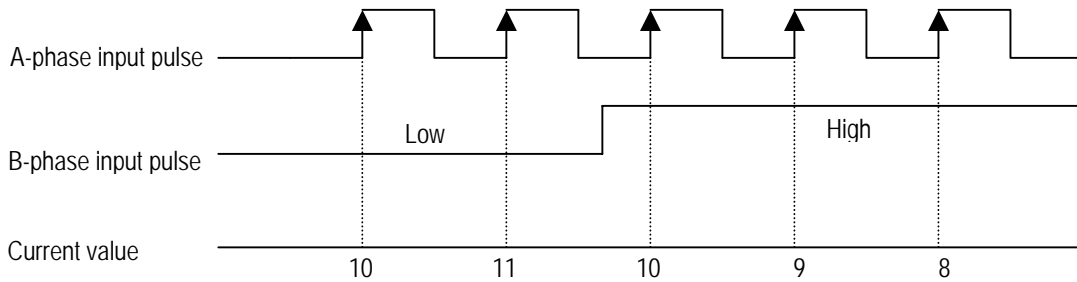 A-phase input pulse
Low
High
B-phase input pulse
Current value
10 11 10 9 8